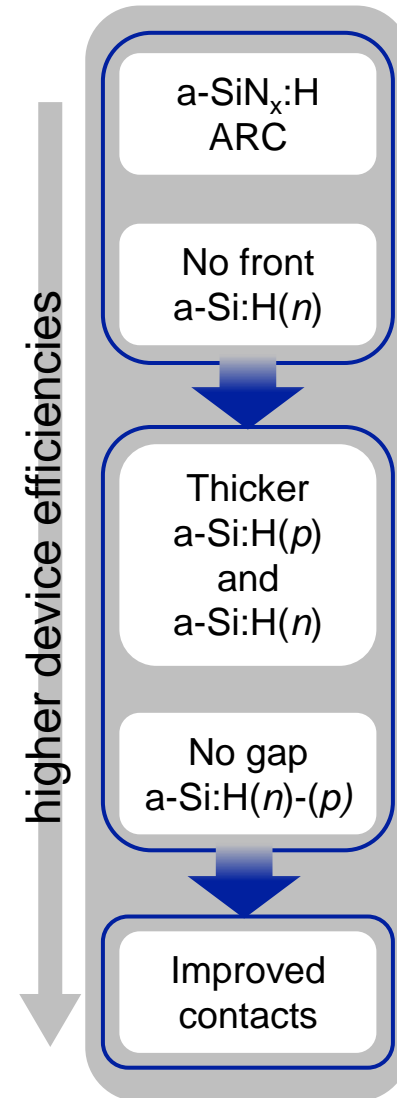 higher device efficiencies
a-SiNₓ:H
ARC
No front
a-Si:H(n)
Thicker
a-Si:H(p)
and
a-Si:H(n)
No gap
a-Si:H(n)-(p)
Improved
contacts